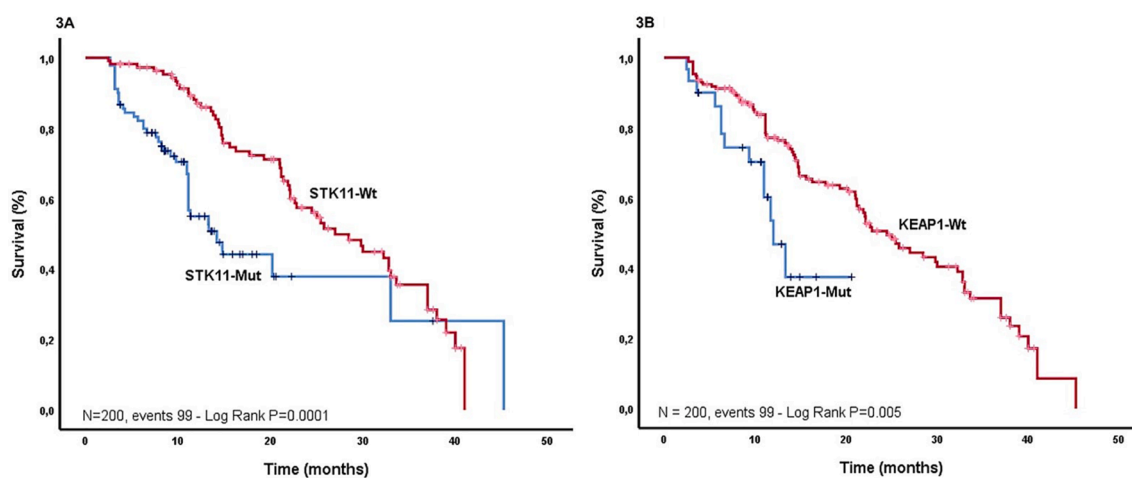 3A
1,0
0,8
0,6
0,4
0,2
0,0
Survival (%)
STK11-Wt
STK11-Mut
N=200, events 99 - Log Rank P=0.0001
0 10 20 30 40 50
Time (months)
3B
1,0
0,8
0,6
0,4
0,2
0,0
Survival (%)
KEAP1-Wt
KEAP1-Mut
N = 200, events 99 - Log Rank P=0.005
0 10 20 30 40 50
Time (months)